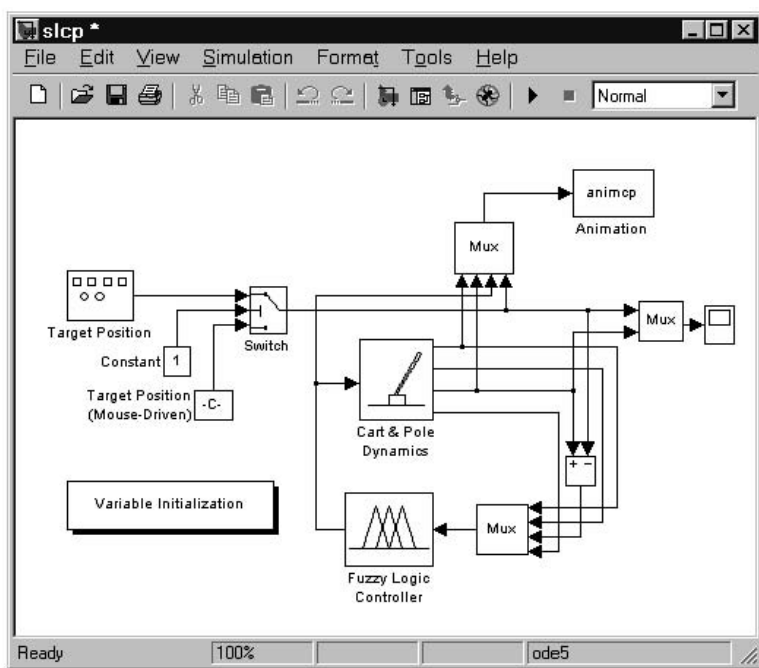 slcp *
File Edit View Simulation Format Tools Help
Normal
animcp
Animation
Mux
Target Position
Switch
Mux
Constant 1
Target Position
(Mouse-Driven)
-C-
Cart & Pole
Dynamics
+ −
Variable Initialization
Mux
Fuzzy Logic
Controller
Ready 100% ode5